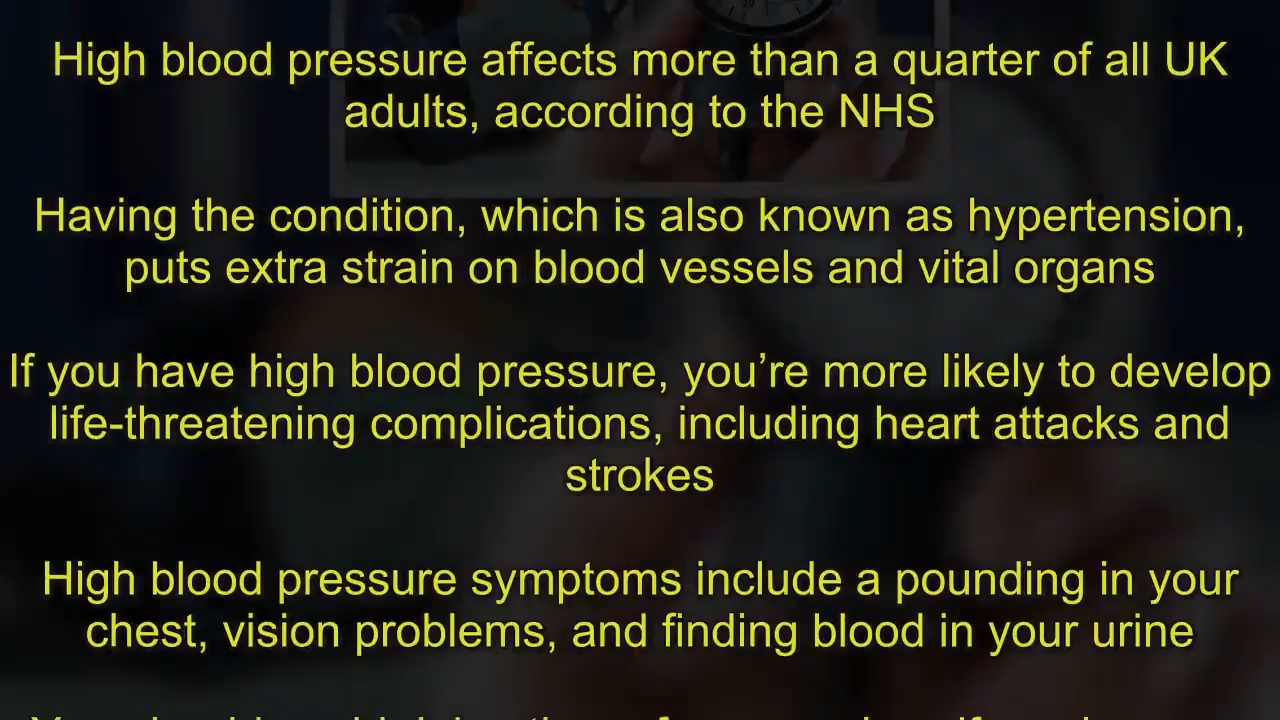 High blood pressure affects more than a quarter of all UK
adults, according to the NHS
Having the condition, which is also known as hypertension,
puts extra strain on blood vessels and vital organs
If you have high blood pressure, you’re more likely to develop
life-threatening complications, including heart attacks and
strokes
High blood pressure symptoms include a pounding in your
chest, vision problems, and finding blood in your urine